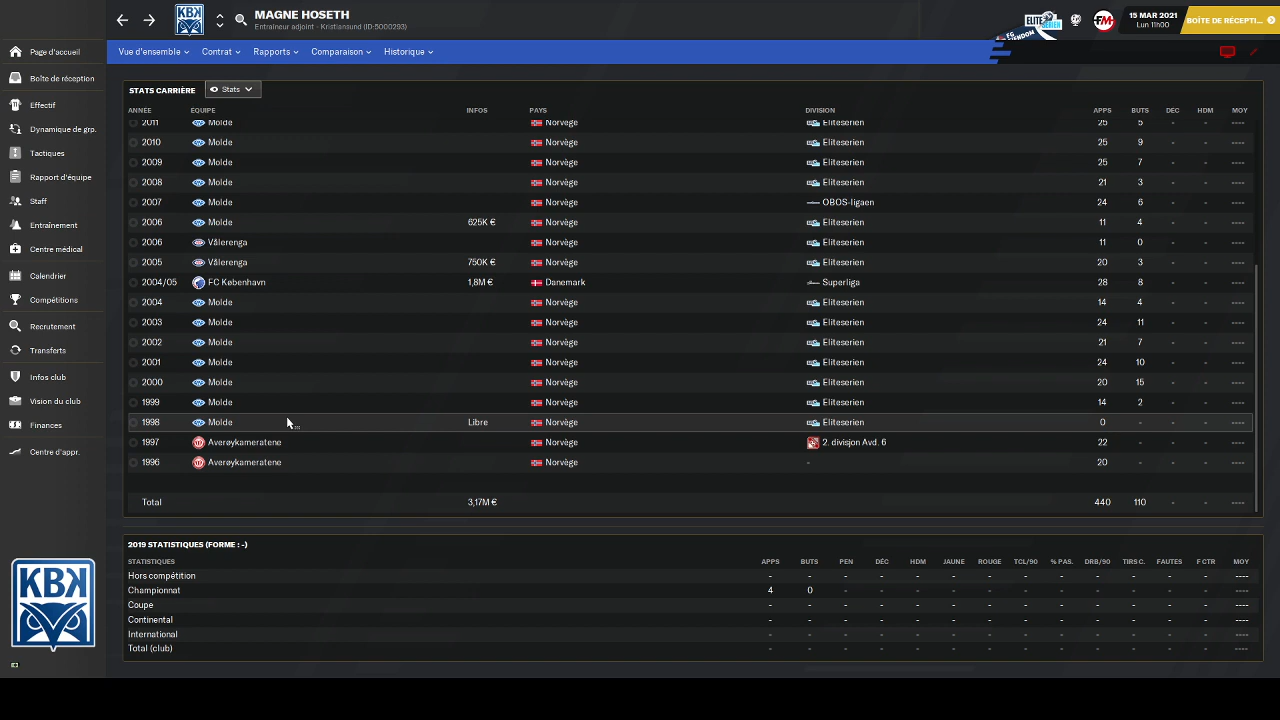 MAGNE HOSETH
Entraîneur adjoint - Kristiansund (ID:5000293)
ELITE SERIEN
FM
15 MAR 2021
Lun 11h00
BOÎTE DE RÉCEPTI...
Page d'accueil
Boîte de réception
Effectif
Dynamique de grp.
Tactiques
Rapport d'équipe
Staff
Entraînement
Centre médical
Calendrier
Compétitions
Recrutement
Transferts
Infos club
Vision du club
Finances
Centre d'appr.
KBK
Vue d'ensemble Contrat Rapports Comparaison Historique
STATS CARRIÈRE Stats
ANNÉE ÉQUIPE INFOS PAYS DIVISION APPS BUTS DÉC HDM MOY
2011 Molde Norvège Eliteserien 25 5 - - ----
2010 Molde Norvège Eliteserien 25 9 - - ----
2009 Molde Norvège Eliteserien 25 7 - - ----
2008 Molde Norvège Eliteserien 21 3 - - ----
2007 Molde Norvège OBOS-ligaen 24 6 - - ----
2006 Molde 625K € Norvège Eliteserien 11 4 - - ----
2006 Vålerenga Norvège Eliteserien 11 0 - - ----
2005 Vålerenga 750K € Norvège Eliteserien 20 3 - - ----
2004/05 FC København 1,8M € Danemark Superliga 28 8 - - ----
2004 Molde Norvège Eliteserien 14 4 - - ----
2003 Molde Norvège Eliteserien 24 11 - - ----
2002 Molde Norvège Eliteserien 21 7 - - ----
2001 Molde Norvège Eliteserien 24 10 - - ----
2000 Molde Norvège Eliteserien 20 15 - - ----
1999 Molde Norvège Eliteserien 14 2 - - ----
1998 Molde Libre Norvège Eliteserien 0 - - - ----
1997 Averøykameratene Norvège 2. divisjon Avd. 6 22 - - - ----
1996 Averøykameratene Norvège - 20 - - - ----
Total 3,17M € 440 110 - - ----
2019 STATISTIQUES (FORME : -)
STATISTIQUES APPS BUTS PEN DÉC HDM JAUNE ROUGE TCL/90 % PAS. DRB/90 TIRS C. FAUTES F CTR MOY
Hors compétition - - - - - - - - - - - - - ----
Championnat 4 0 - - - - - - - - - - - ----
Coupe - - - - - - - - - - - - - ----
Continental - - - - - - - - - - - - - ----
International - - - - - - - - - - - - - ----
Total (club) - - - - - - - - - - - - - ----